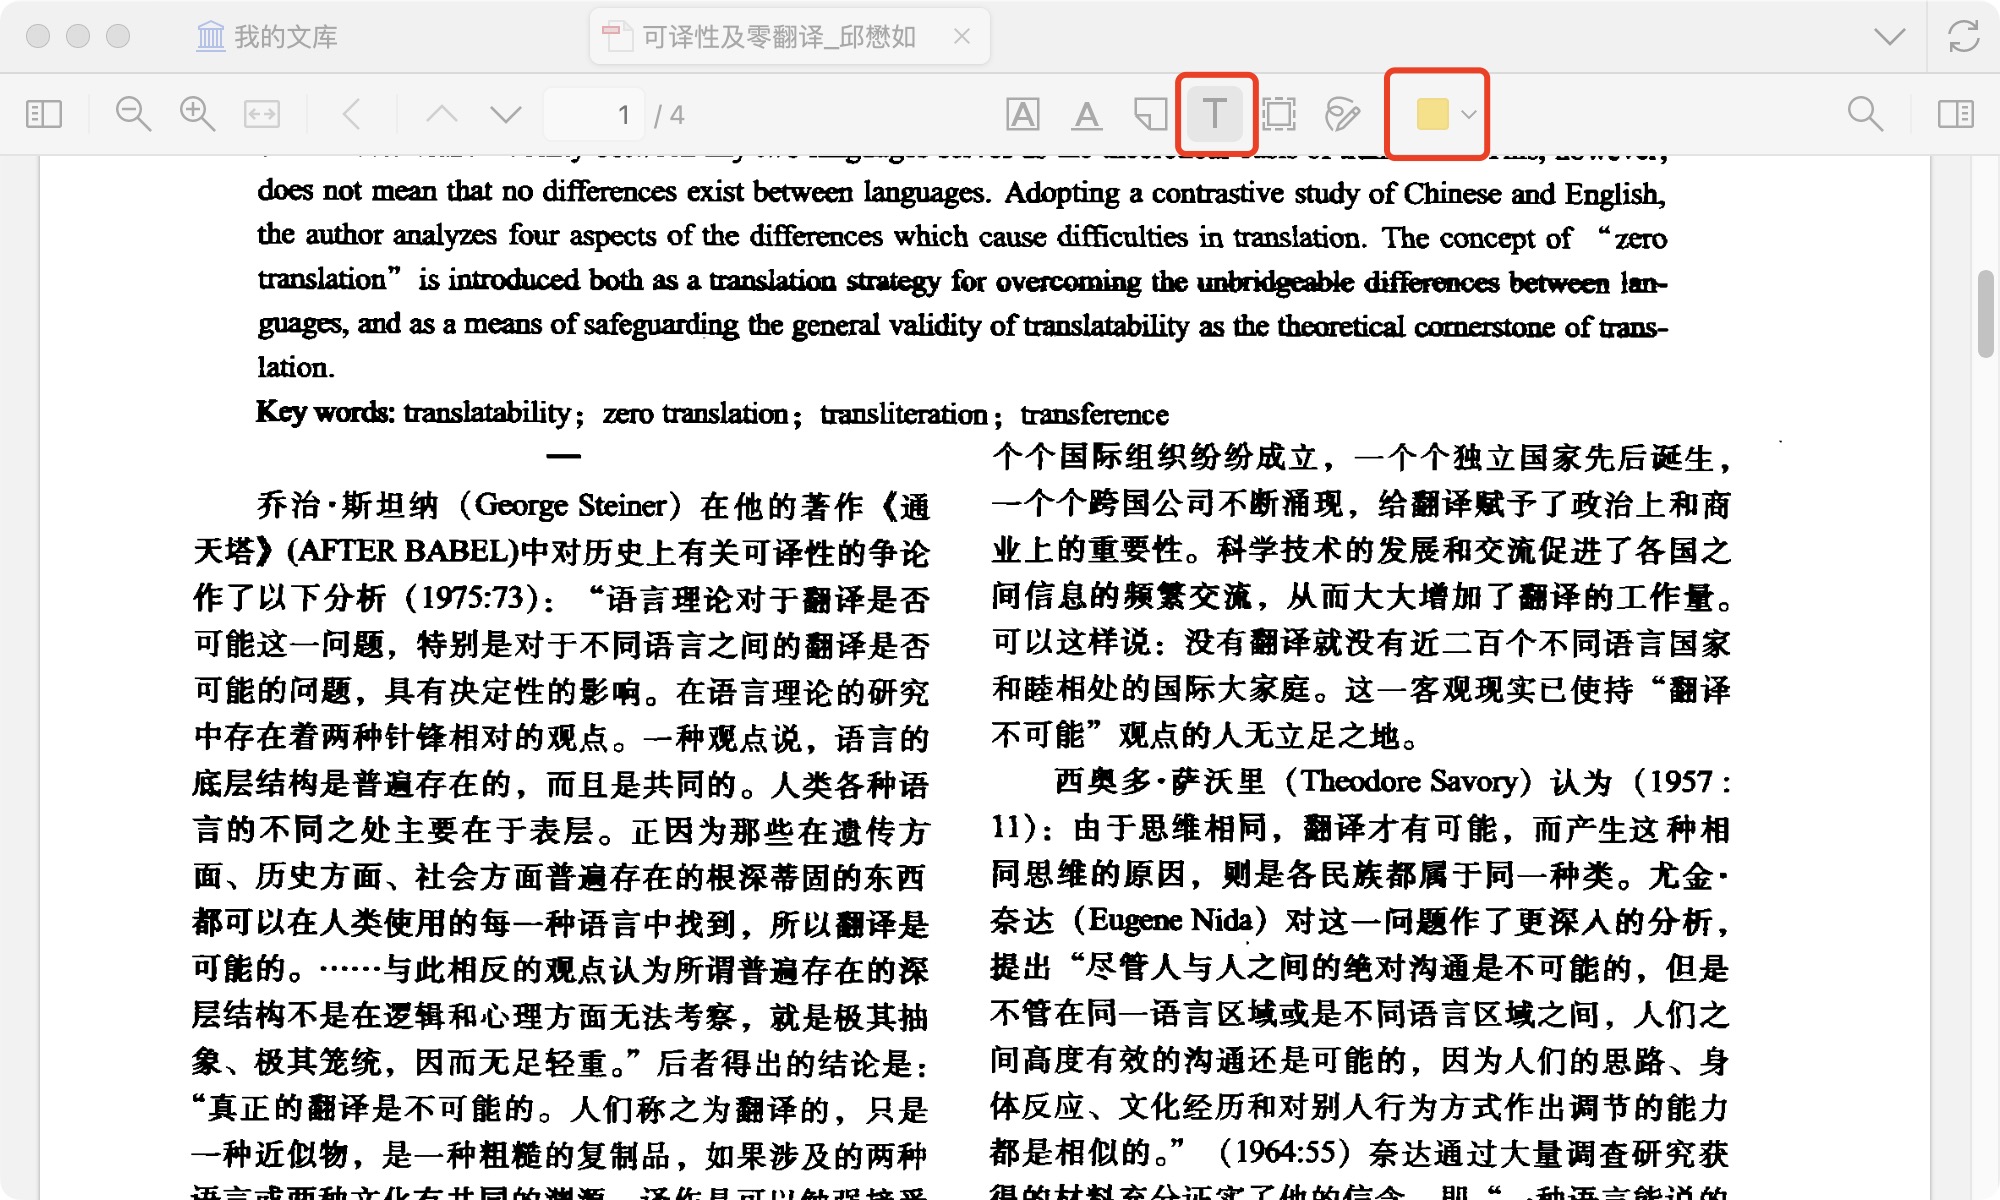 我的文库
可译性及零翻译_邱懋如
1 / 4
does not mean that no differences exist between languages. Adopting a contrastive study of Chinese and English,
the author analyzes four aspects of the differences which cause difficulties in translation. The concept of “zero
translation” is introduced both as a translation strategy for overcoming the unbridgeable differences between lan-
guages, and as a means of safeguarding the general validity of translatability as the theoretical cornerstone of trans-
lation.
Key words: translatability; zero translation; transliteration; transference
一
乔治·斯坦纳（George Steiner）在他的著作《通
天塔》(AFTER BABEL)中对历史上有关可译性的争论
作了以下分析（1975:73）：“语言理论对于翻译是否
可能这一问题，特别是对于不同语言之间的翻译是否
可能的问题，具有决定性的影响。在语言理论的研究
中存在着两种针锋相对的观点。一种观点说，语言的
底层结构是普遍存在的，而且是共同的。人类各种语
言的不同之处主要在于表层。正因为那些在遗传方
面、历史方面、社会方面普遍存在的根深蒂固的东西
都可以在人类使用的每一种语言中找到，所以翻译是
可能的。……与此相反的观点认为所谓普遍存在的深
层结构不是在逻辑和心理方面无法考察，就是极其抽
象、极其笼统，因而无足轻重。”后者得出的结论是：
“真正的翻译是不可能的。人们称之为翻译的，只是
一种近似物，是一种粗糙的复制品，如果涉及的两种
个个国际组织纷纷成立，一个个独立国家先后诞生，
一个个跨国公司不断涌现，给翻译赋予了政治上和商
业上的重要性。科学技术的发展和交流促进了各国之
间信息的频繁交流，从而大大增加了翻译的工作量。
可以这样说：没有翻译就没有近二百个不同语言国家
和睦相处的国际大家庭。这一客观现实已使持“翻译
不可能”观点的人无立足之地。
西奥多·萨沃里（Theodore Savory）认为（1957：
11）：由于思维相同，翻译才有可能，而产生这种相
同思维的原因，则是各民族都属于同一种类。尤金·
奈达（Eugene Nida）对这一问题作了更深入的分析，
提出“尽管人与人之间的绝对沟通是不可能的，但是
不管在同一语言区域或是不同语言区域之间，人们之
间高度有效的沟通还是可能的，因为人们的思路、身
体反应、文化经历和对别人行为方式作出调节的能力
都是相似的。”（1964:55）奈达通过大量调查研究获